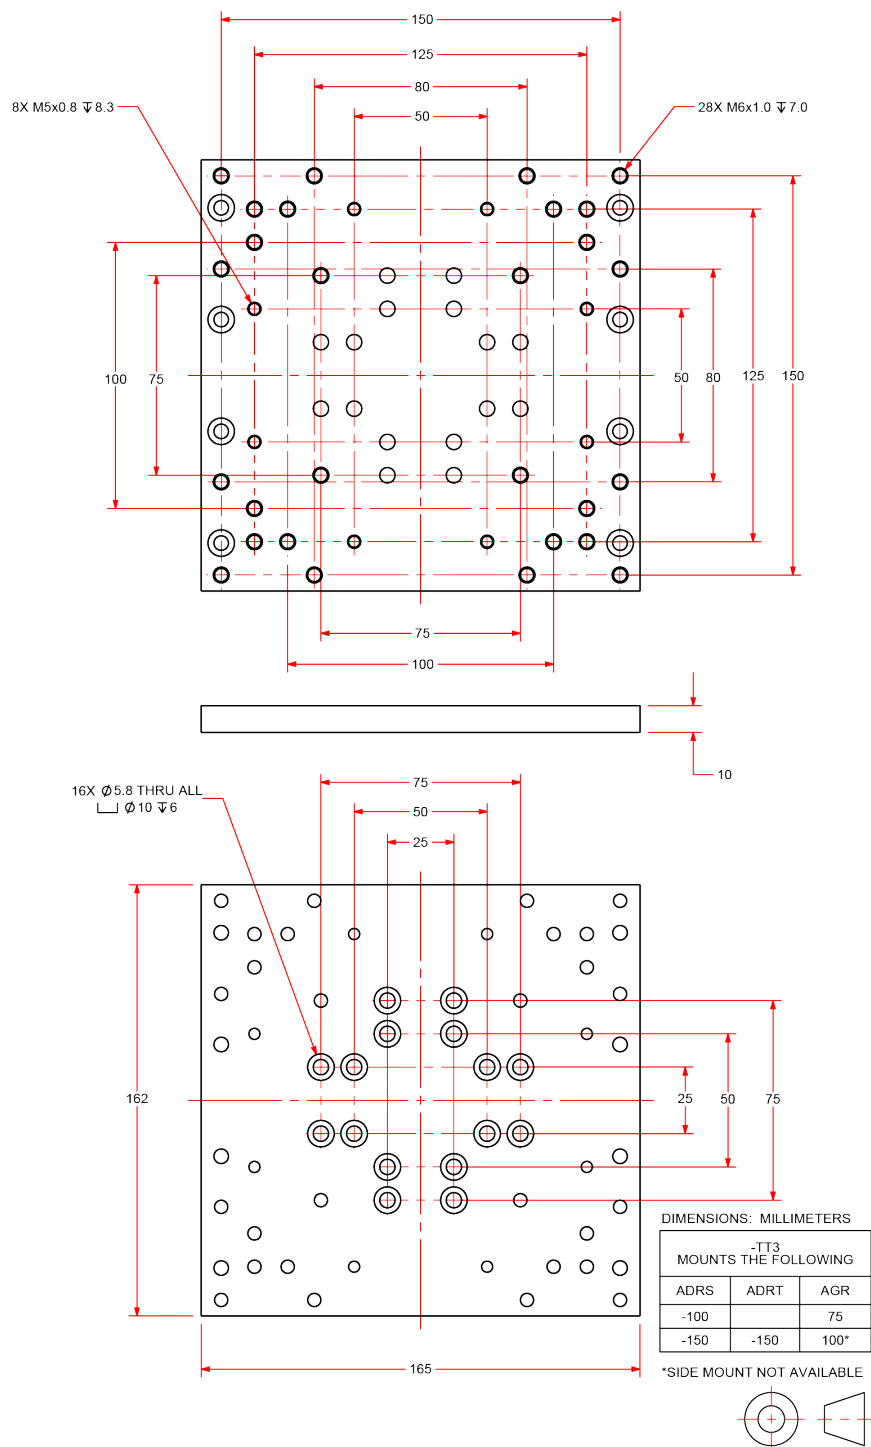 150
125
80
8X M5x0.8 ↧8.3
50
28X M6x1.0 ↧7.0
100
75
50
80
125
150
75
100
10
75
16X Ø5.8 THRU ALL
⌴ Ø10 ↧6
50
25
162
25
50
75
DIMENSIONS: MILLIMETERS
-TT3
MOUNTS THE FOLLOWING
ADRS ADRT AGR
-100 75
-150 -150 100*
165
*SIDE MOUNT NOT AVAILABLE